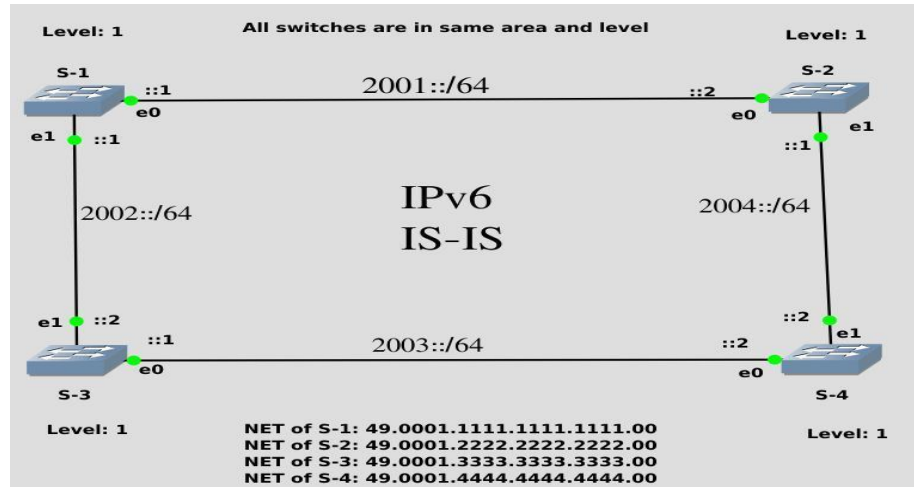 Level: 1
All switches are in same area and level
Level: 1
S-1
S-2
::1
2001::/64
::2
e0
e0
e1
::1
e1
::1
2002::/64
IPv6
IS-IS
2004::/64
e1
::2
::2
e1
::1
2003::/64
::2
e0
e0
S-3
S-4
Level: 1
Level: 1
NET of S-1: 49.0001.1111.1111.1111.00
NET of S-2: 49.0001.2222.2222.2222.00
NET of S-3: 49.0001.3333.3333.3333.00
NET of S-4: 49.0001.4444.4444.4444.00